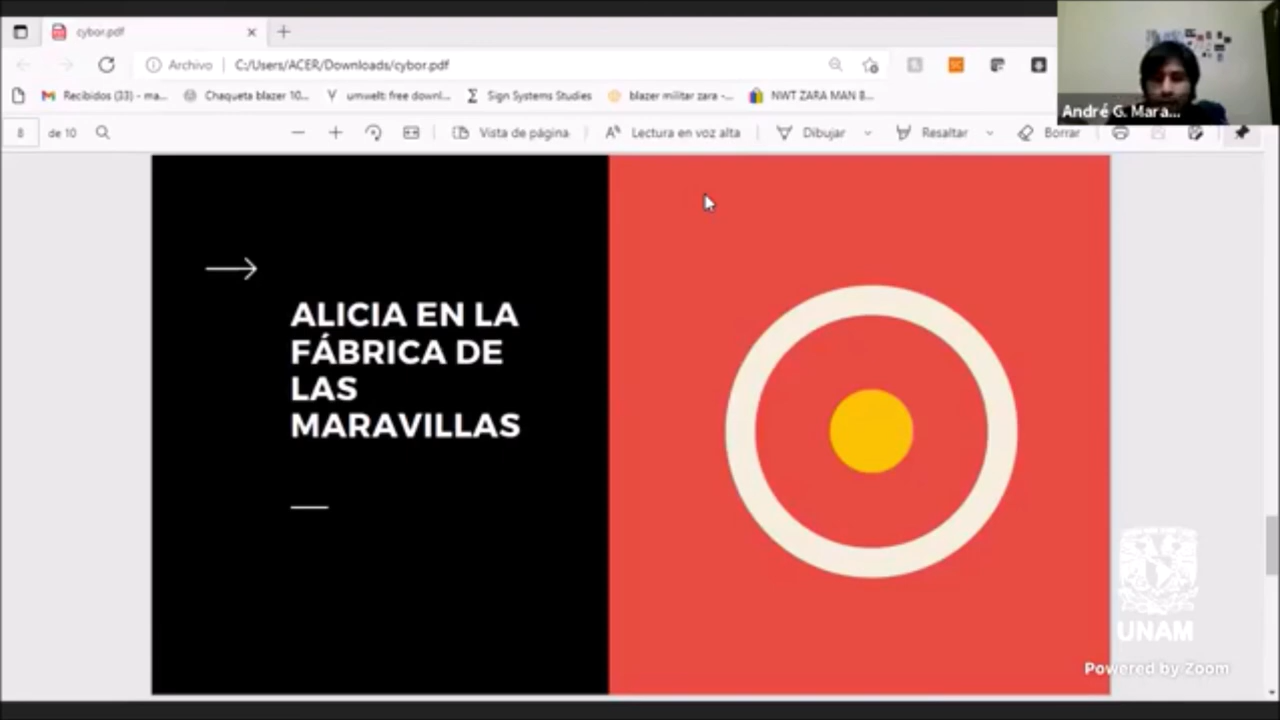 cybor.pdf
Archivo
C:/Users/ACER/Downloads/cybor.pdf
Recibidos (33) - ma...
Chaqueta blazer 10...
umwelt: free downl...
Sign Systems Studies
blazer militar zara -...
NWT ZARA MAN B...
André G. Mara...
8 de 10
Vista de página
Lectura en voz alta
Dibujar
Resaltar
Borrar
ALICIA EN LA
FÁBRICA DE
LAS
MARAVILLAS
UNAM
Powered by Zoom